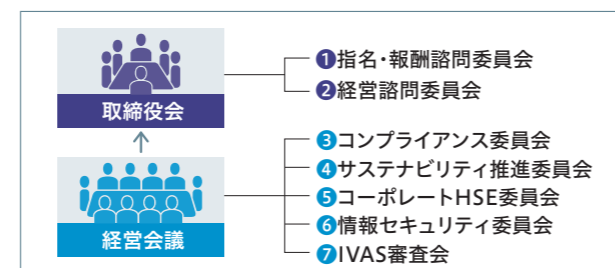 取締役会
❶指名・報酬諮問委員会
❷経営諮問委員会
経営会議
❸コンプライアンス委員会
❹サステナビリティ推進委員会
❺コーポレートHSE委員会
❻情報セキュリティ委員会
❼IVAS審査会